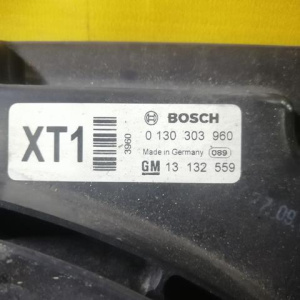 XT1
3960
BOSCH
0 130 303 960
Made in Germany 089
GM 13 132 559